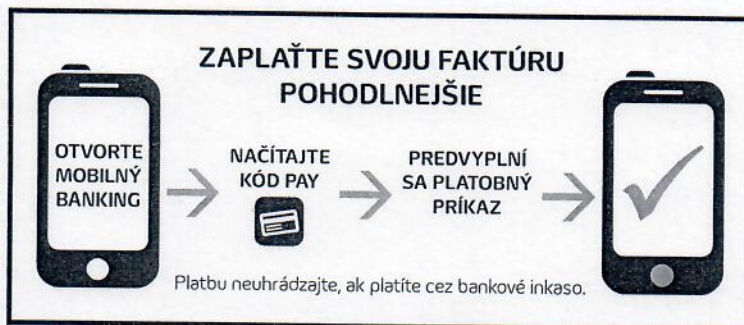 ZAPLAŤTE SVOJU FAKTÚRU
POHODLNEJŠIE
OTVORTE
MOBILNÝ
BANKING
NAČÍTAJTE
KÓD PAY
PREDVYPLNÍ
SA PLATOBNÝ
PRÍKAZ
Platbu neuhrádzajte, ak platíte cez bankové inkaso.